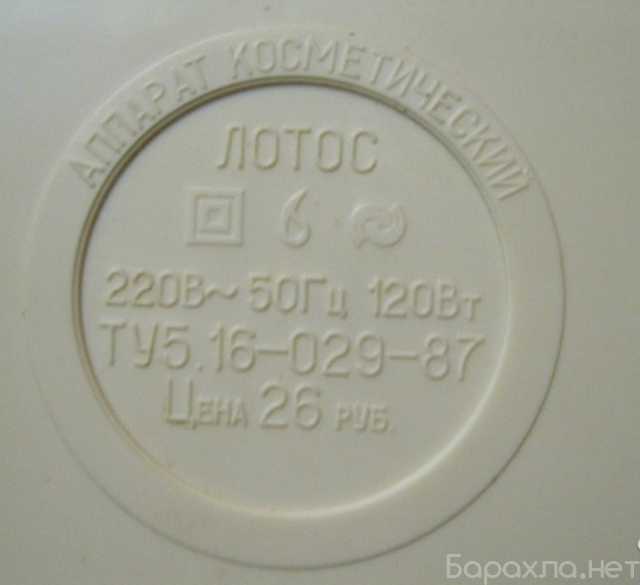 АППАРАТ КОСМЕТИЧЕСКИЙ
ЛОТОС
220В~ 50Гц 120Вт
ТУ5.16-029-87
ЦЕНА 26 РУБ.
Барахла.нет